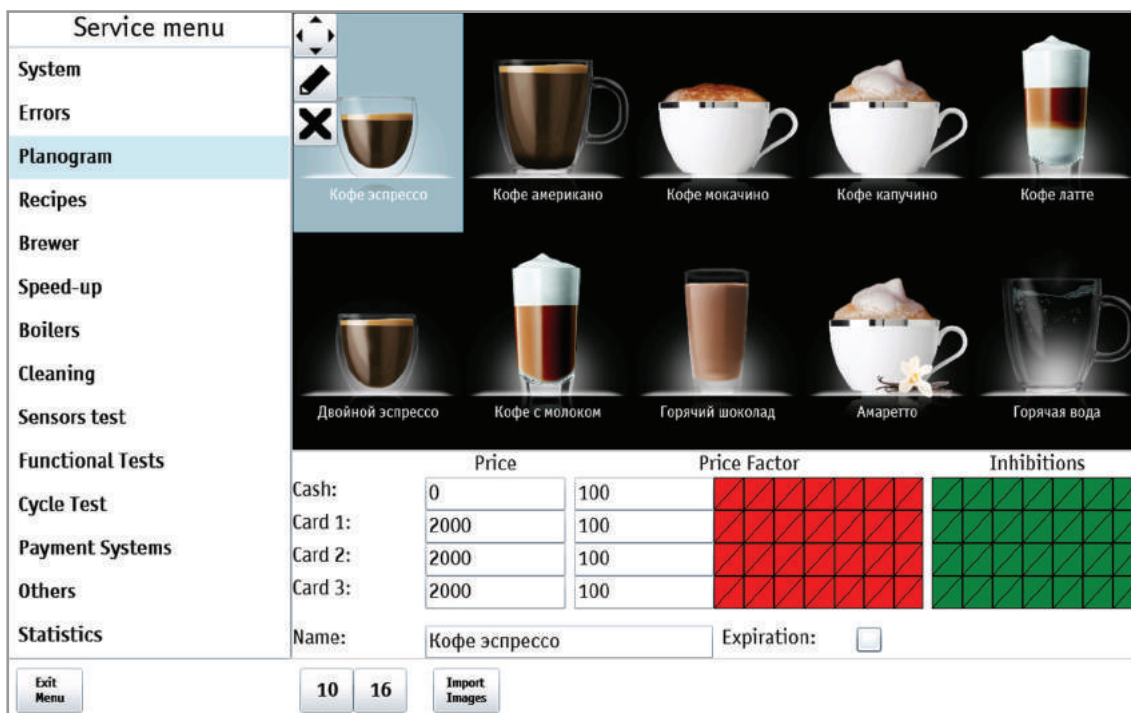 Service menu
System
Errors
Planogram
Recipes
Brewer
Speed-up
Boilers
Cleaning
Sensors test
Functional Tests
Cycle Test
Payment Systems
Others
Statistics
Exit
Menu
Кофе эспрессо
Кофе американо
Кофе мокачино
Кофе капучино
Кофе латте
Двойной эспрессо
Кофе с молоком
Горячий шоколад
Амаретто
Горячая вода
Price
Price Factor
Inhibitions
Cash: 0 100
Card 1: 2000 100
Card 2: 2000 100
Card 3: 2000 100
Name: Кофе эспрессо Expiration:
10
16
Import
Images